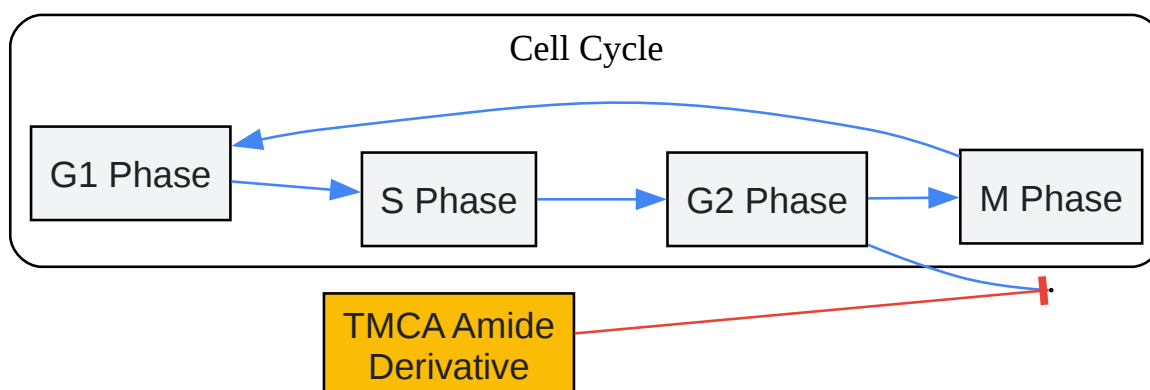 Cell Cycle
G1 Phase
S Phase
G2 Phase
M Phase
TMCA Amide
Derivative